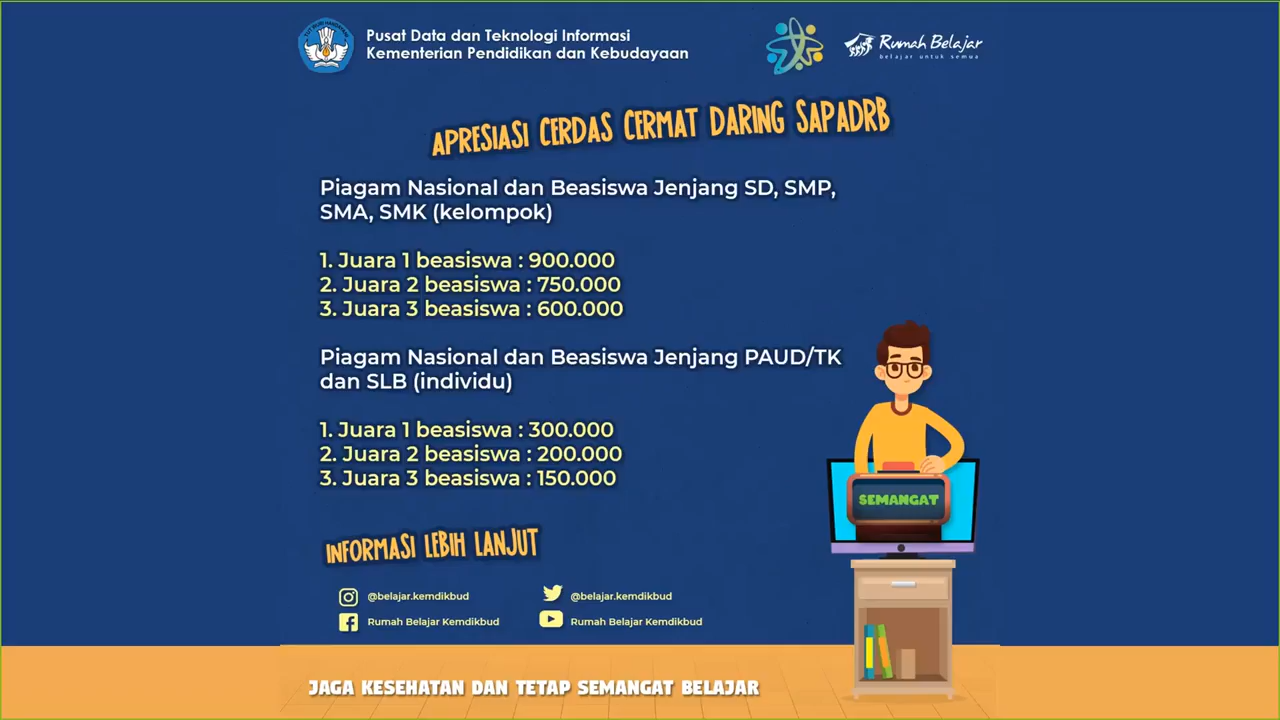 Pusat Data dan Teknologi Informasi
Kementerian Pendidikan dan Kebudayaan
Rumah Belajar
belajar untuk semua
APRESIASI CERDAS CERMAT DARING SAPADRB
Piagam Nasional dan Beasiswa Jenjang SD, SMP,
SMA, SMK (kelompok)
1. Juara 1 beasiswa : 900.000
2. Juara 2 beasiswa : 750.000
3. Juara 3 beasiswa : 600.000
Piagam Nasional dan Beasiswa Jenjang PAUD/TK
dan SLB (individu)
1. Juara 1 beasiswa : 300.000
2. Juara 2 beasiswa : 200.000
3. Juara 3 beasiswa : 150.000
SEMANGAT
INFORMASI LEBIH LANJUT
@belajar.kemdikbud
@belajar.kemdikbud
Rumah Belajar Kemdikbud
Rumah Belajar Kemdikbud
JAGA KESEHATAN DAN TETAP SEMANGAT BELAJAR